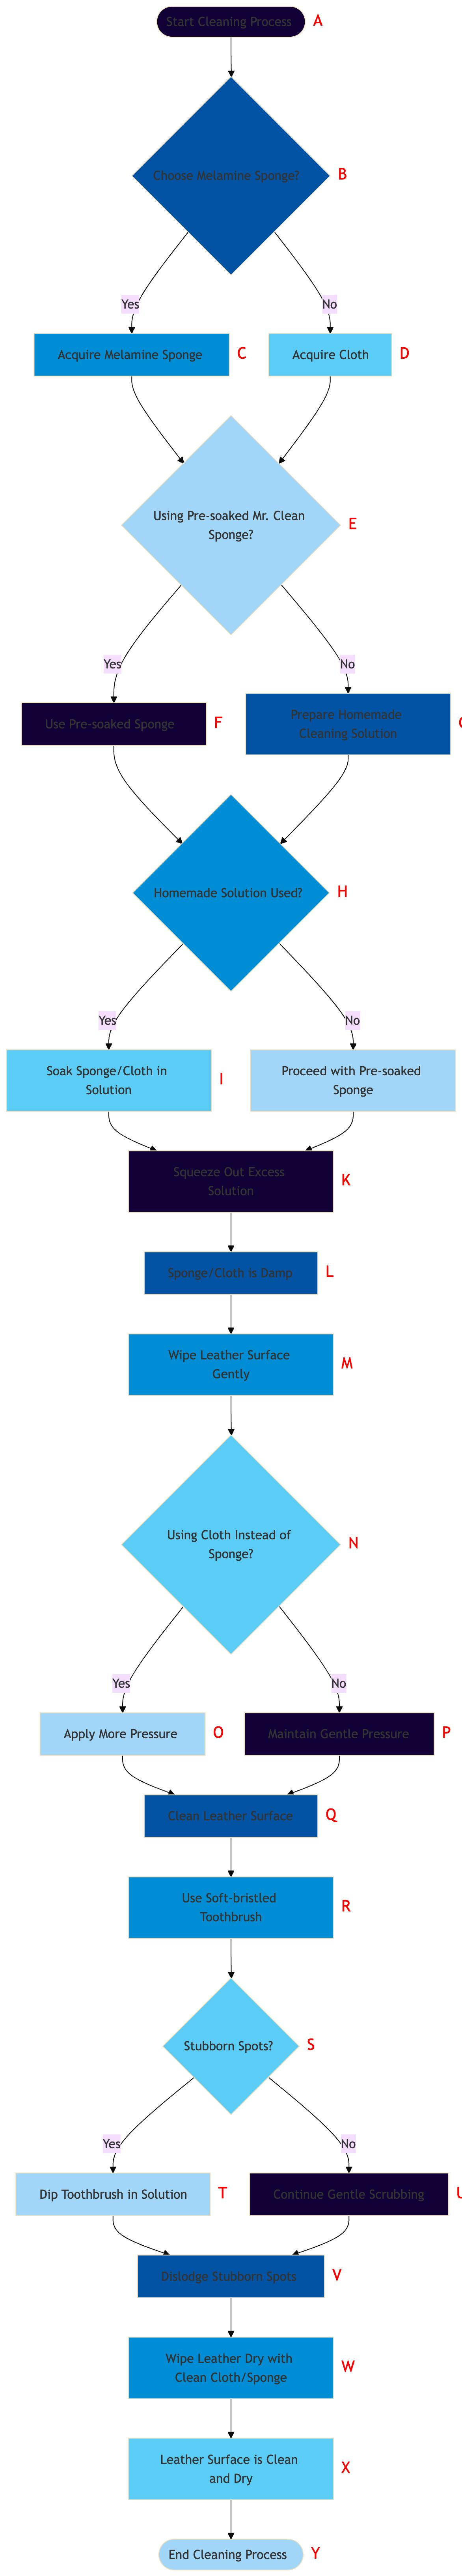 Start Cleaning Process A
Choose Melamine Sponge? B
Yes
No
Acquire Melamine Sponge C
Acquire Cloth D
Using Pre-soaked Mr. Clean
Sponge?
E
Yes
No
Use Pre-soaked Sponge F
Prepare Homemade
Cleaning Solution
Homemade Solution Used? H
Yes
No
Soak Sponge/Cloth in
Solution
I
Proceed with Pre-soaked
Sponge
Squeeze Out Excess
Solution
K
Sponge/Cloth is Damp L
Wipe Leather Surface
Gently
M
Using Cloth Instead of
Sponge?
N
Yes
No
Apply More Pressure O
Maintain Gentle Pressure P
Clean Leather Surface Q
Use Soft-bristled
Toothbrush
R
Stubborn Spots? S
Yes
No
Dip Toothbrush in Solution T
Continue Gentle Scrubbing U
Dislodge Stubborn Spots V
Wipe Leather Dry with
Clean Cloth/Sponge
W
Leather Surface is Clean
and Dry
X
End Cleaning Process Y